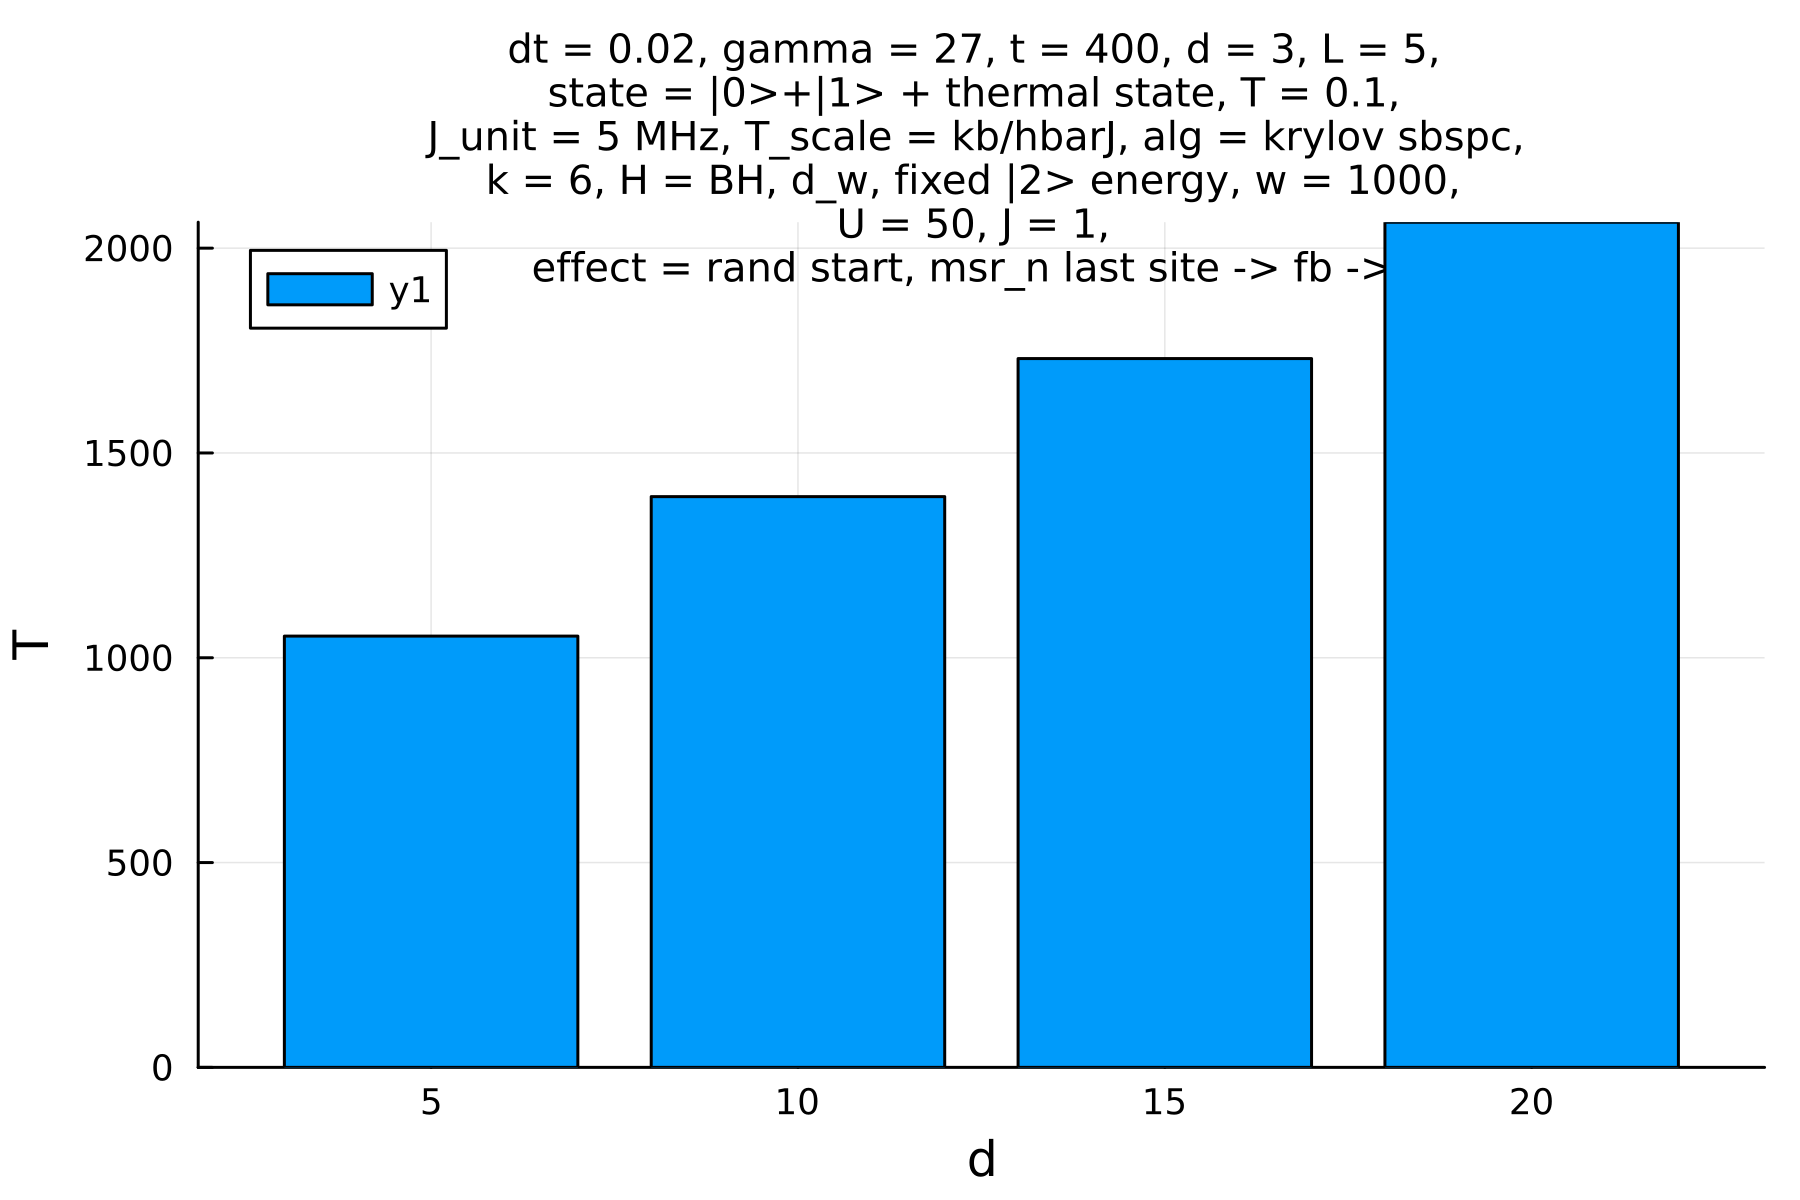 dt = 0.02, gamma = 27, t = 400, d = 3, L = 5,
state = |0>+|1> + thermal state, T = 0.1,
J_unit = 5 MHz, T_scale = kb/hbarJ, alg = krylov sbspc,
k = 6, H = BH, d_w, fixed |2> energy, w = 1000,
U = 50, J = 1,
effect = rand start, msr_n last site -> fb ->
y1
2000
1500
1000
500
0
T
5 10 15 20
d